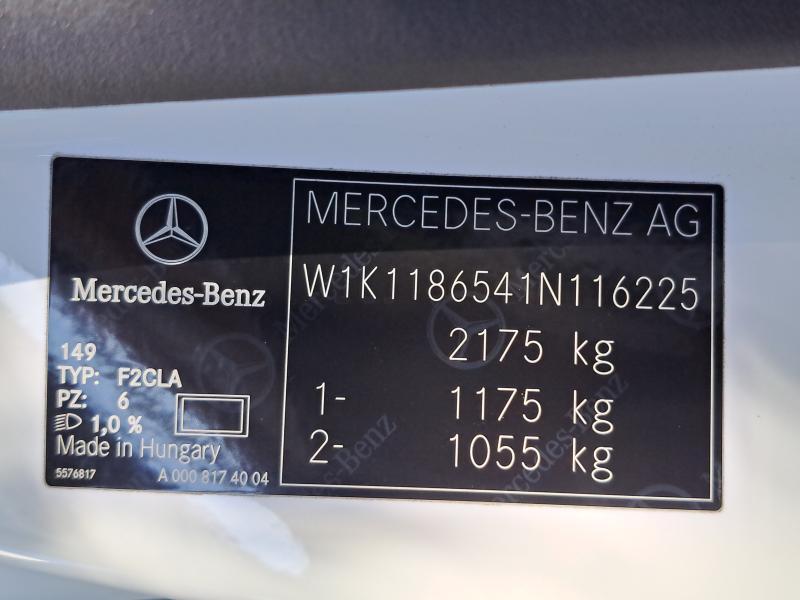 Mercedes-Benz
149
TYP: F2CLA
PZ: 6
1,0 %
Made in Hungary
5576817 A 000 817 40 04
MERCEDES-BENZ AG
W1K1186541N116225
2175 kg
1- 1175 kg
2- 1055 kg